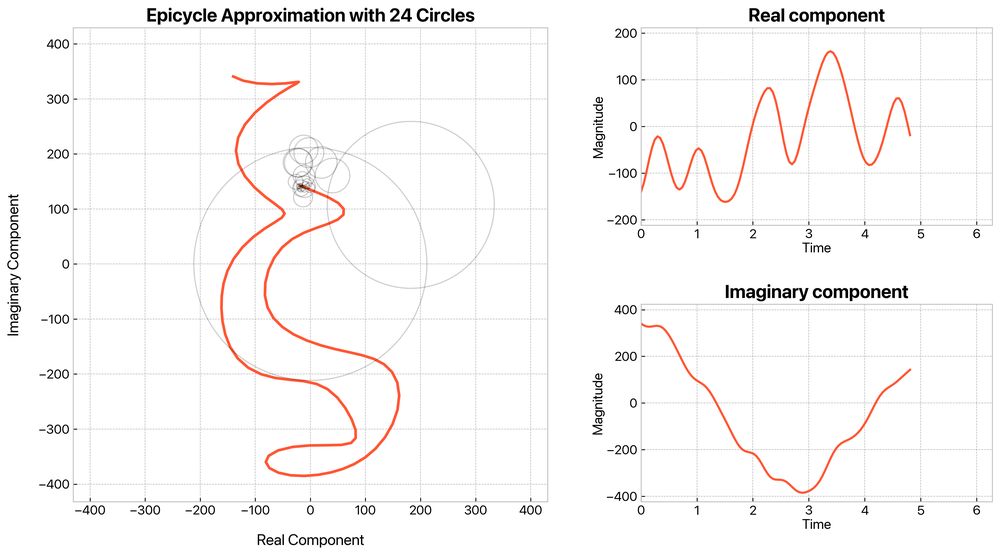 Epicycle Approximation with 24 Circles
400
300
200
100
0
−100
−200
−300
−400
−400 −300 −200 −100 0 100 200 300 400
Imaginary Component
Real Component
Real component
200
100
0
−100
−200
0 1 2 3 4 5 6
Magnitude
Time
Imaginary component
400
200
0
−200
−400
0 1 2 3 4 5 6
Magnitude
Time